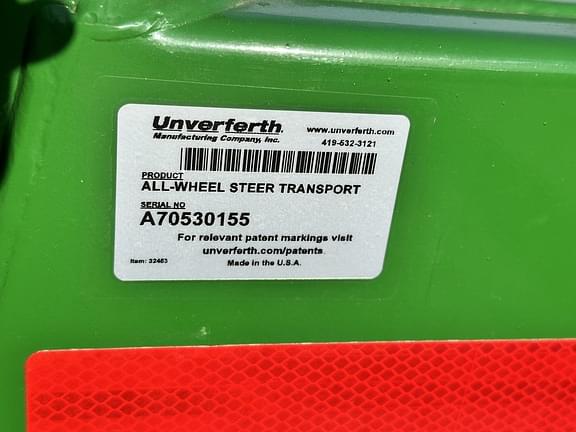 Unverferth.
www.unverferth.com
Manufacturing Company, Inc.
419-532-3121
PRODUCT
ALL-WHEEL STEER TRANSPORT
SERIAL NO
A70530155
For relevant patent markings visit
unverferth.com/patents.
Item: 32463
Made in the U.S.A.